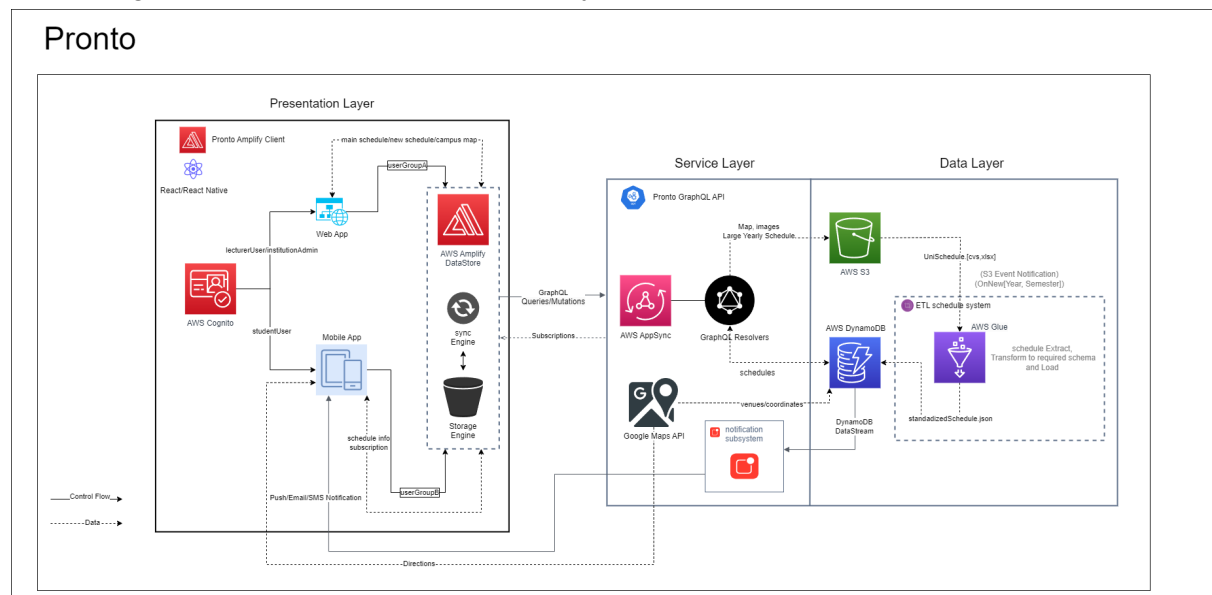 Pronto
Presentation Layer
Pronto Amplify Client
React/React Native
main schedule/new schedule/campus map
userGroupA
Web App
lecturerUser/institutionAdmin
AWS Cognito
studentUser
Mobile App
AWS Amplify
DataStore
sync
Engine
Storage
Engine
schedule info
subscription
userGroupB
Push/Email/SMS Notification
Control Flow
Data
Directions
GraphQL
Queries/Mutations
Subscriptions
Service Layer
Pronto GraphQL API
Map, images
Large Yearly Schedule
AWS AppSync
GraphQL Resolvers
schedules
Google Maps API
venues/coordinates
notification
subsystem
Data Layer
AWS S3
UniSchedule.[cvs,xlsx]
(S3 Event Notification)
(OnNew[Year, Semester])
ETL schedule system
AWS DynamoDB
AWS Glue
schedule Extract,
Transform to required schema
and Load
standadizedSchedule.json
DynamoDB
DataStream